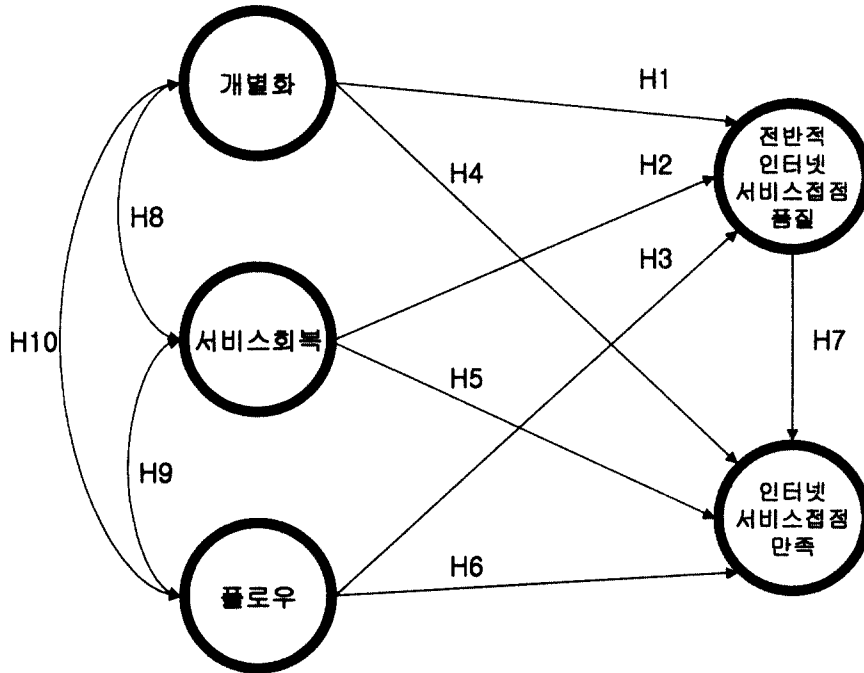 개별화
H1
전반적
인터넷
서비스접점
품질
H4
H2
H8
H3
서비스회복
H10
H7
H5
H9
인터넷
서비스접점
만족
H6
플로우